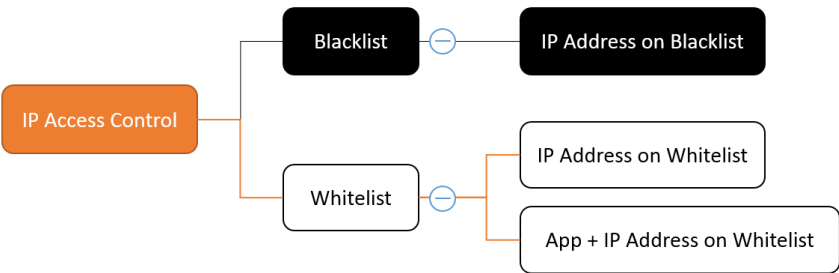 IP Access Control
Blacklist
IP Address on Blacklist
Whitelist
IP Address on Whitelist
App + IP Address on Whitelist